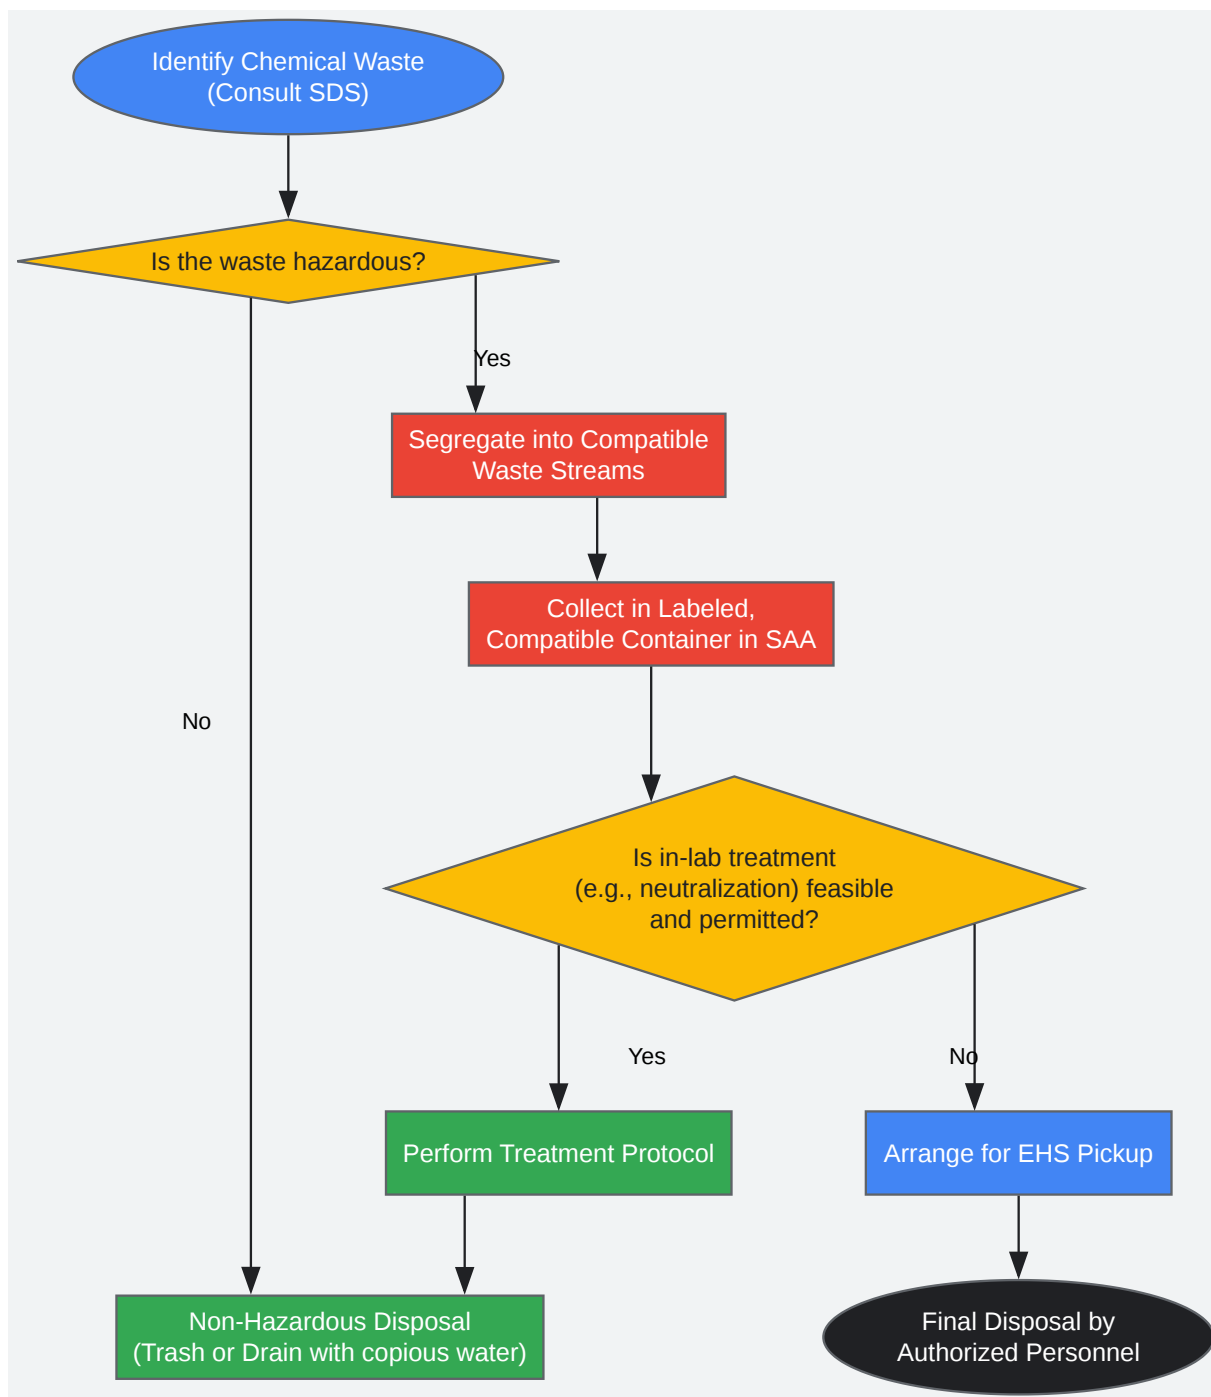 Identify Chemical Waste
(Consult SDS)
Is the waste hazardous?
Yes
Segregate into Compatible
Waste Streams
Collect in Labeled,
Compatible Container in SAA
No
Is in-lab treatment
(e.g., neutralization) feasible
and permitted?
Yes
No
Perform Treatment Protocol
Arrange for EHS Pickup
Non-Hazardous Disposal
(Trash or Drain with copious water)
Final Disposal by
Authorized Personnel